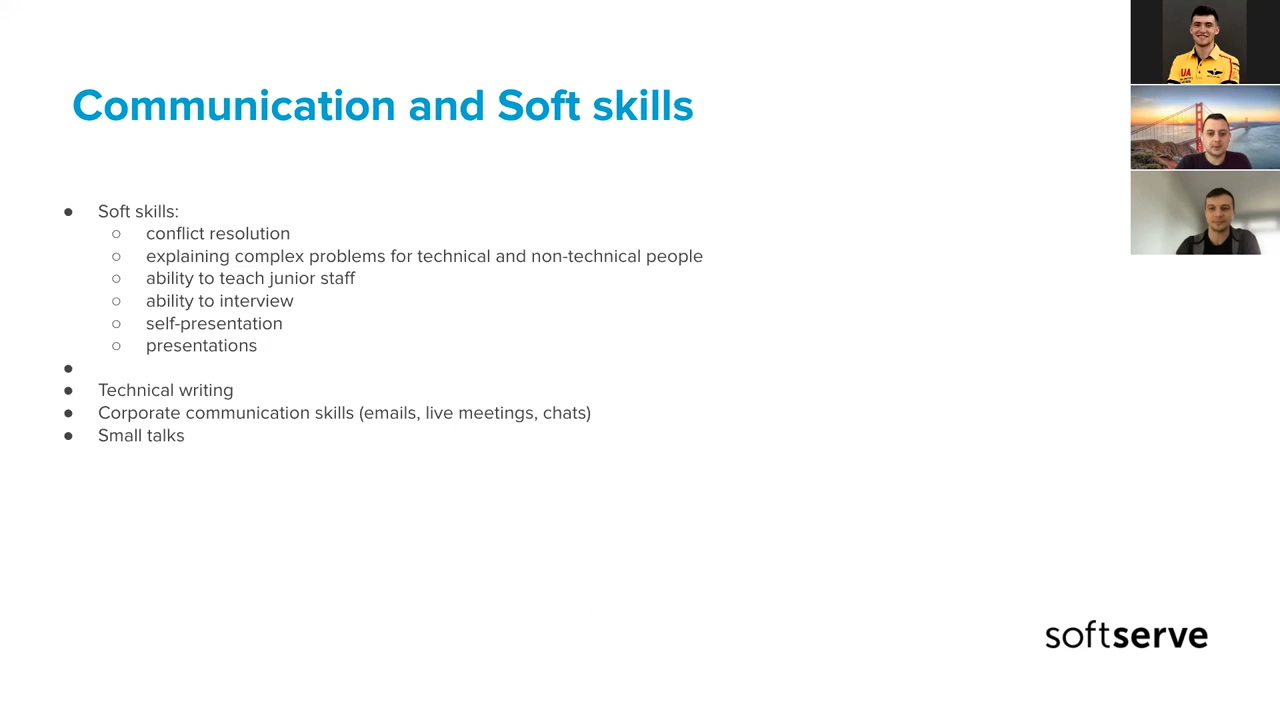 Communication and Soft skills
● Soft skills:
○ conflict resolution
○ explaining complex problems for technical and non-technical people
○ ability to teach junior staff
○ ability to interview
○ self-presentation
○ presentations
●
● Technical writing
● Corporate communication skills (emails, live meetings, chats)
● Small talks
softserve
UA